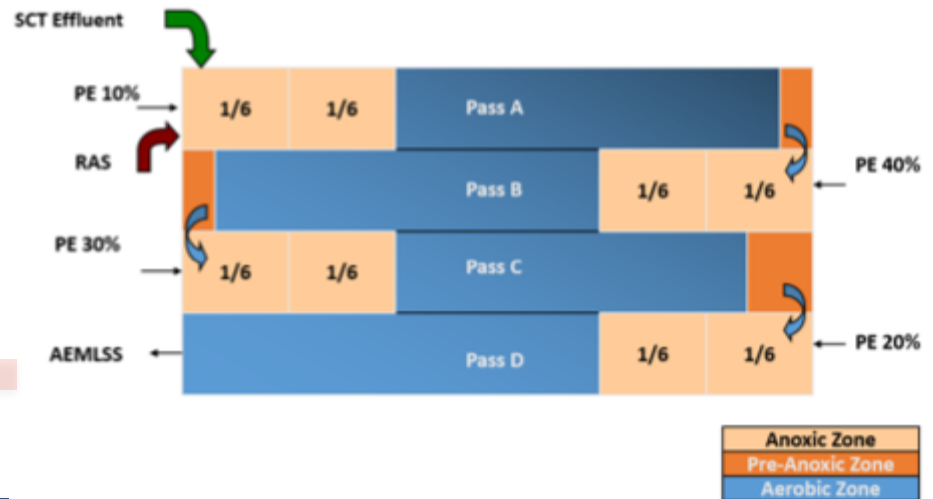 SCT Effluent
PE 10%
1/6 1/6 Pass A
RAS
Pass B 1/6 1/6 PE 40%
PE 30%
1/6 1/6 Pass C
AEMLSS
Pass D 1/6 1/6 PE 20%
Anoxic Zone
Pre-Anoxic Zone
Aerobic Zone